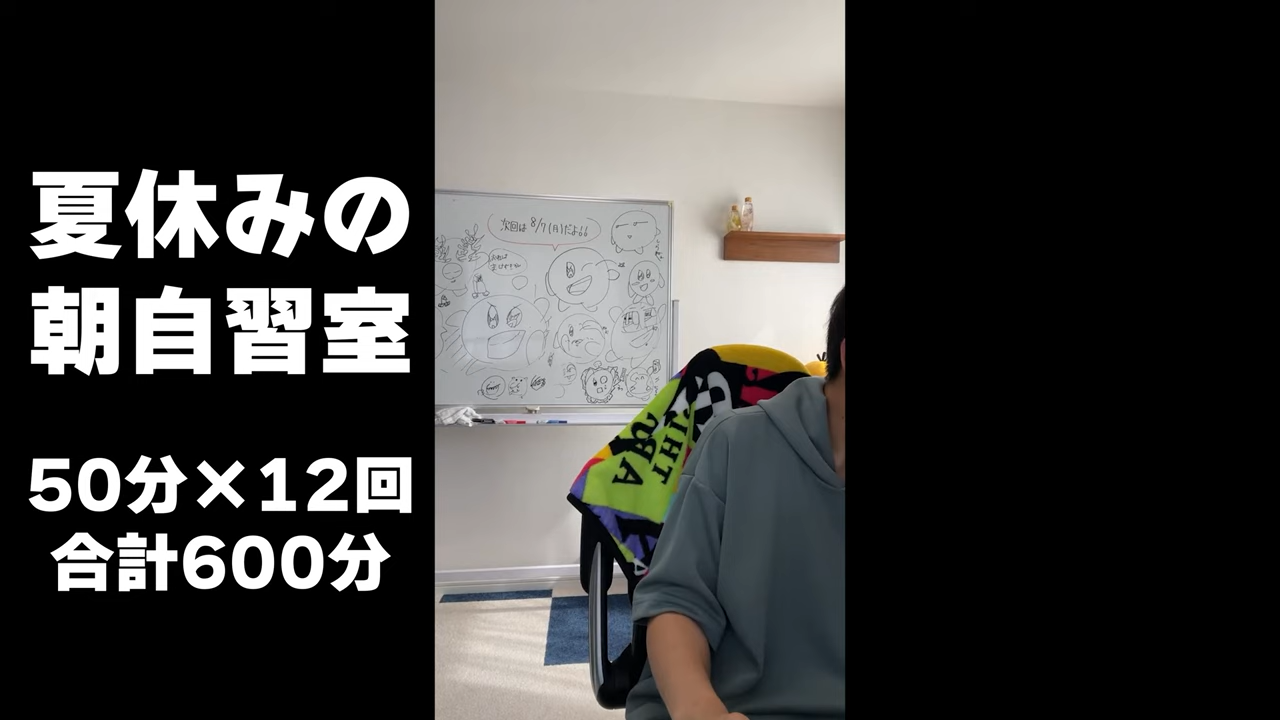 夏休みの
朝自習室
50分×12回
合計600分
次回は 8/7(月)だよ